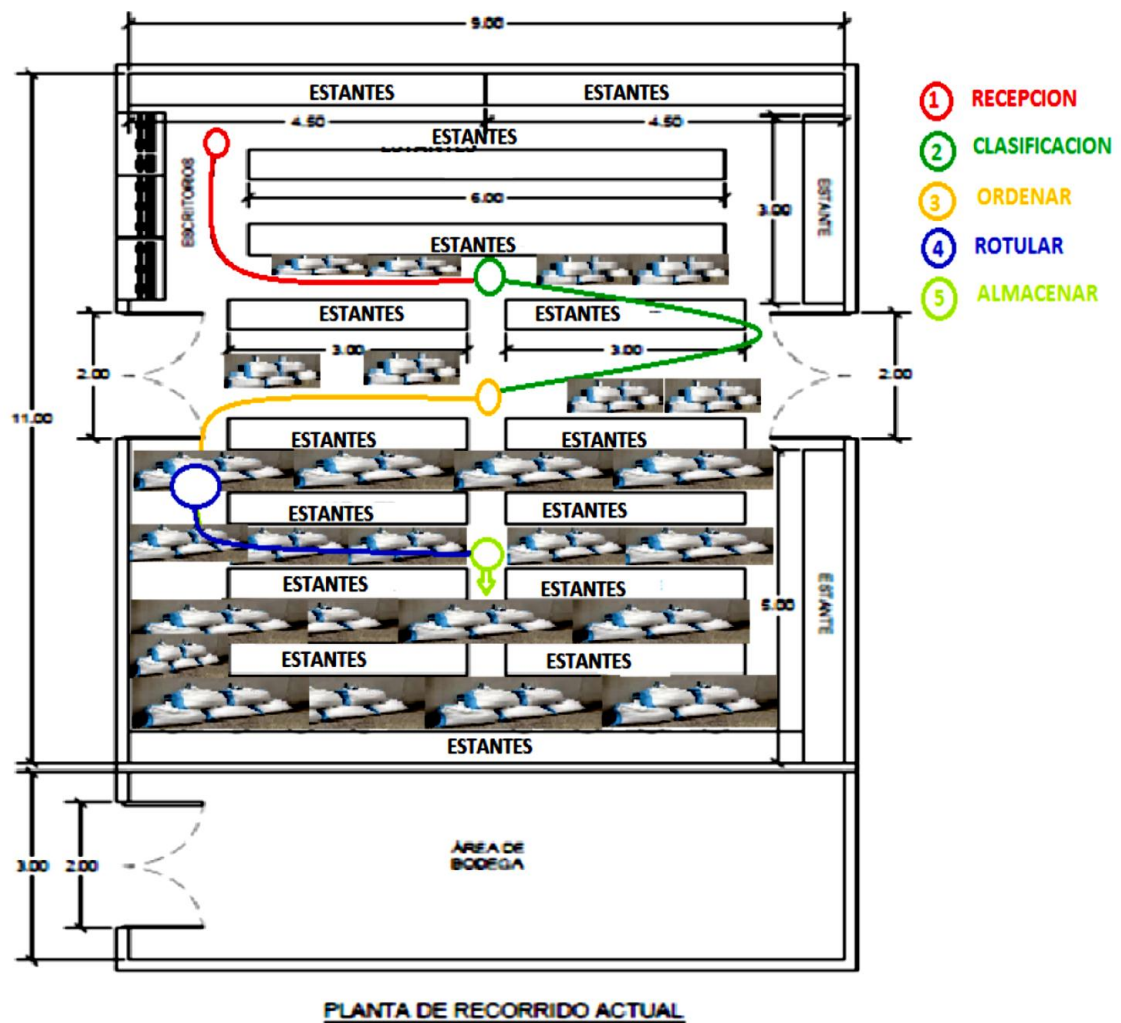 9.00
ESTANTES ESTANTES
4.50 4.50
ESTANTES
6.00
ESTANTES
ESCRITOROS
3.00
ESTANTE
1 RECEPCION
2 CLASIFICACION
3 ORDENAR
4 ROTULAR
5 ALMACENAR
ESTANTES ESTANTES
3.00 3.00
2.00 2.00
11.00
ESTANTES ESTANTES
ESTANTES ESTANTES
ESTANTES ESTANTES
5.00
ESTANTE
ESTANTES ESTANTES
ESTANTES
3.00 2.00
ÁREA DE
BODEGA
PLANTA DE RECORRIDO ACTUAL